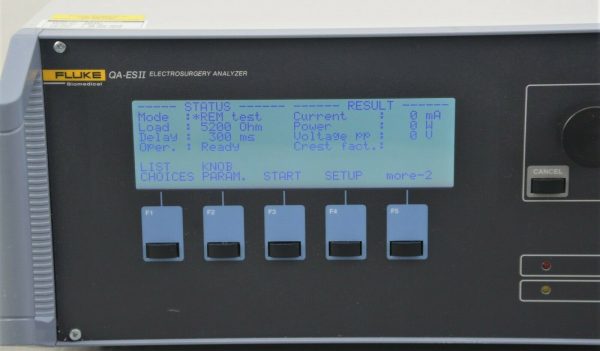 FLUKE
Biomedical
QA-ES II ELECTROSURGERY ANALYZER
----- STATUS ------ ------ RESULT ------
Mode :*REM test Current : 0 mA
Load : 5200 Ohm Power : 0 W
Delay : 300 ms Voltage pp : 0 V
Oper. : Ready Crest fact.:
LIST KNOB
CHOICES PARAM. START SETUP more-2
F1 F2 F3 F4 F5
CANCEL